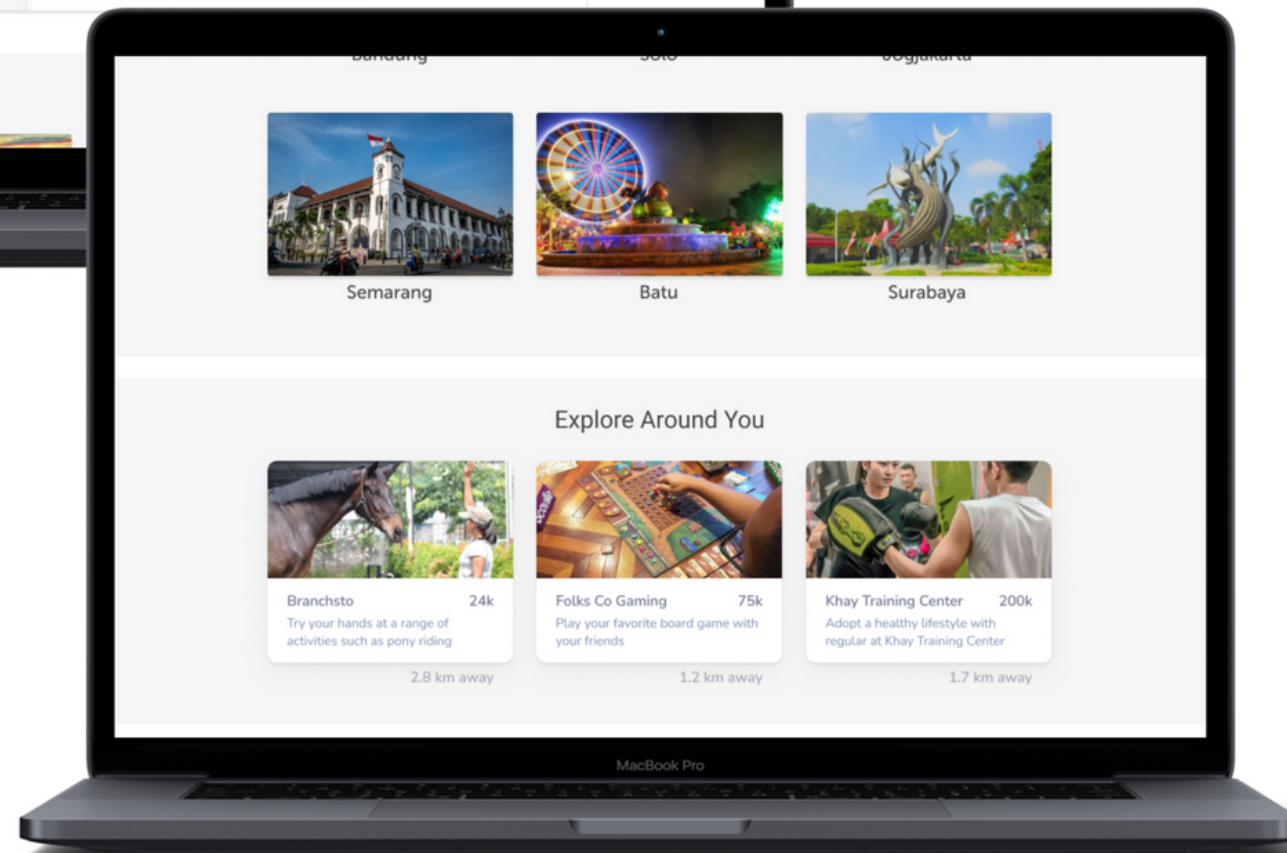 Bandung Solo Jogjakarta
Semarang Batu Surabaya
Explore Around You
Branchsto 24k
Try your hands at a range of
activities such as pony riding
2.8 km away
Folks Co Gaming 75k
Play your favorite board game with
your friends
1.2 km away
Khay Training Center 200k
Adopt a healthy lifestyle with
regular at Khay Training Center
1.7 km away
MacBook Pro